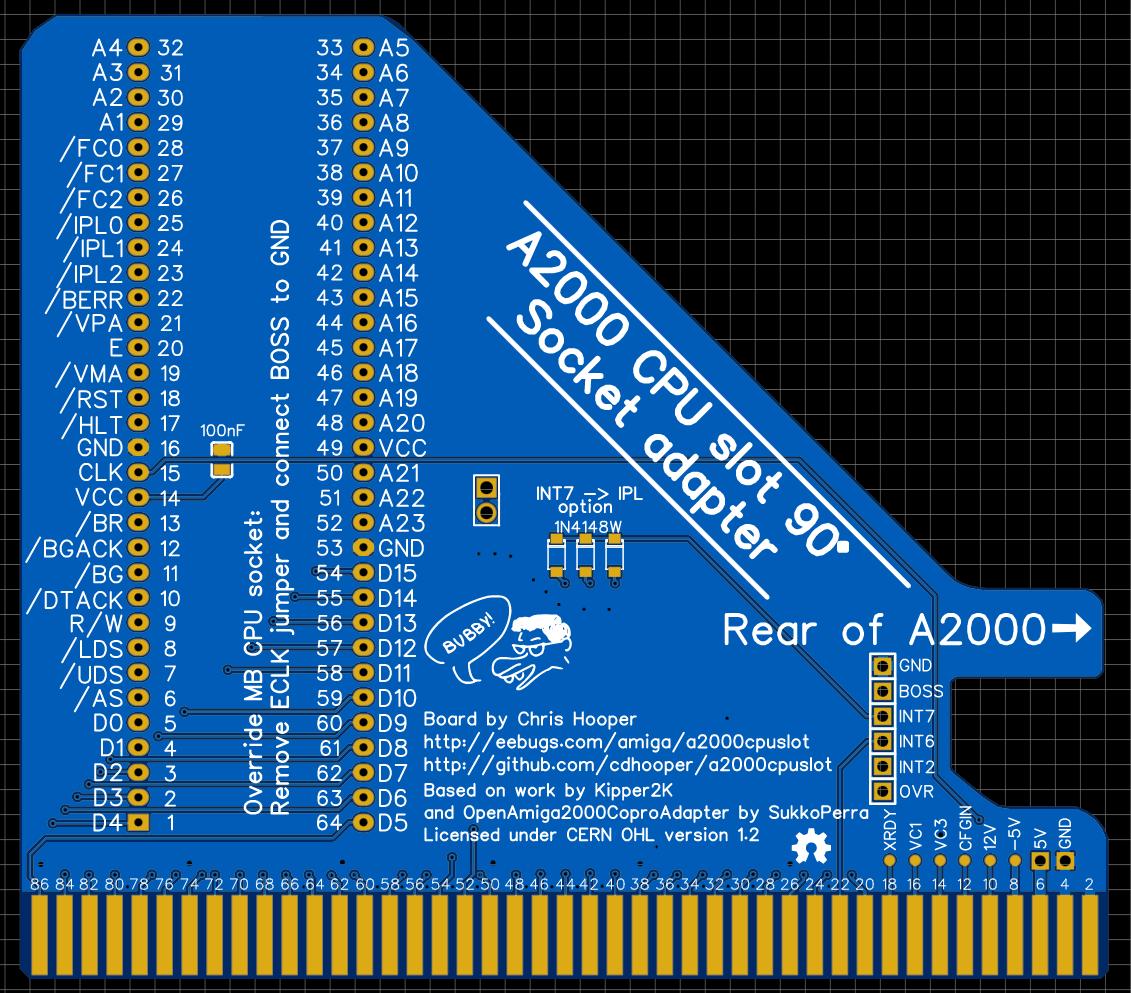 A4 32 33 A5
A3 31 34 A6
A2 30 35 A7
A1 29 36 A8
/FC0 28 37 A9
/FC1 27 38 A10
/FC2 26 39 A11
/IPL0 25 40 A12
/IPL1 24 41 A13
/IPL2 23 42 A14
/BERR 22 43 A15
/VPA 21 44 A16
E 20 45 A17
/VMA 19 46 A18
/RST 18 47 A19
/HLT 17 48 A20
GND 16 49 VCC
CLK 15 50 A21
VCC 14 51 A22
/BR 13 52 A23
/BGACK 12 53 GND
/BG 11 54 D15
/DTACK 10 55 D14
R/W 9 56 D13
/LDS 8 57 D12
/UDS 7 58 D11
/AS 6 59 D10
D0 5 60 D9
D1 4 61 D8
D2 3 62 D7
D3 2 63 D6
D4 1 64 D5
100nF
Override MB CPU socket:
Remove ECLK jumper and connect BOSS to GND
A2000 CPU slot 90°
Socket adapter
INT7 -> IPL
option
1N4148W
BUBBY!
Rear of A2000
GND
BOSS
INT7
INT6
INT2
OVR
Board by Chris Hooper
http://eebugs.com/amiga/a2000cpuslot
http://github.com/cdhooper/a2000cpuslot
Based on work by Kipper2K
and OpenAmiga2000CoproAdapter by SukkoPerra
Licensed under CERN OHL version 1.2
XRDY VC1 VC3 CFGIN 12V -5V 5V GND
86 84 82 80 78 76 74 72 70 68 66 64 62 60 58 56 54 52 50 48 46 44 42 40 38 36 34 32 30 28 26 24 22 20 18 16 14 12 10 8 6 4 2